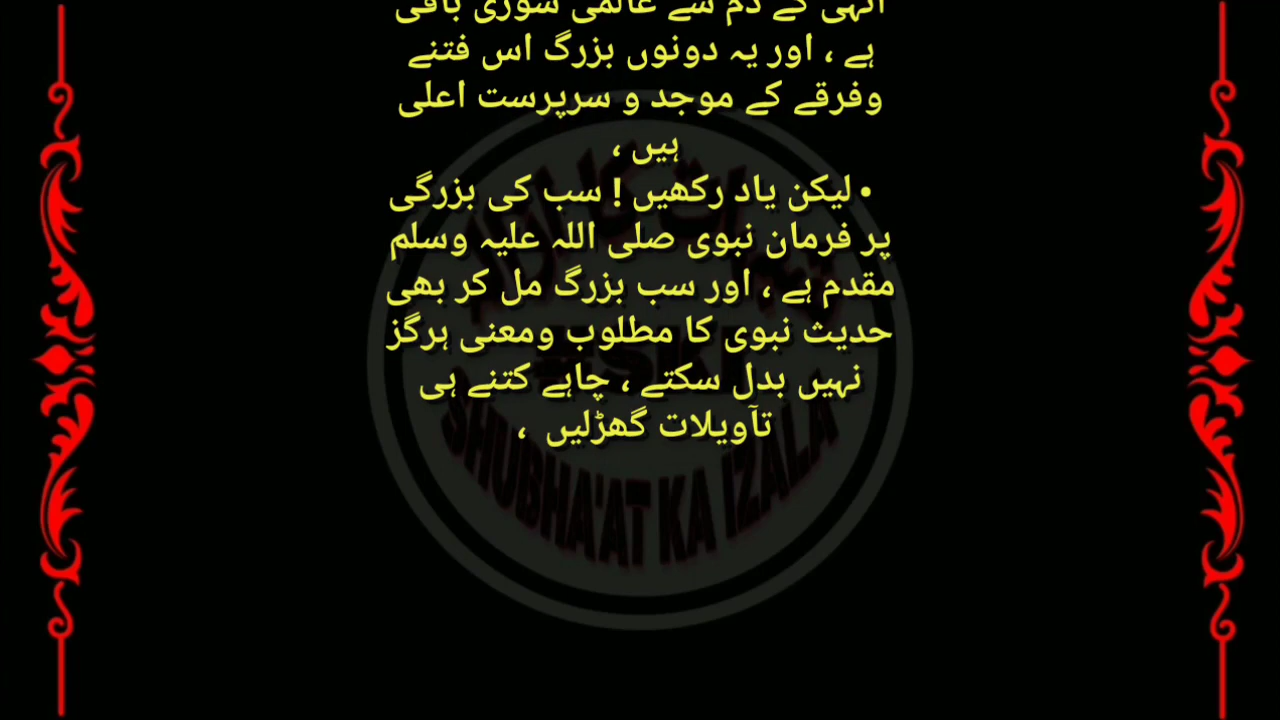 انہی کے دم سے عالمی شوریٰ باقی
ہے ، اور یہ دونوں بزرگ اس فتنے
وفرقے کے موجد و سرپرست اعلی
ہیں ،
• لیکن یاد رکھیں ! سب کی بزرگی
پر فرمان نبوی صلی اللہ علیہ وسلم
مقدم ہے ، اور سب بزرگ مل کر بھی
حدیث نبوی کا مطلوب ومعنی ہرگز
نہیں بدل سکتے ، چاہے کتنے ہی
تآویلات گھڑلیں ،
SHUBHA'AT KA IZALA